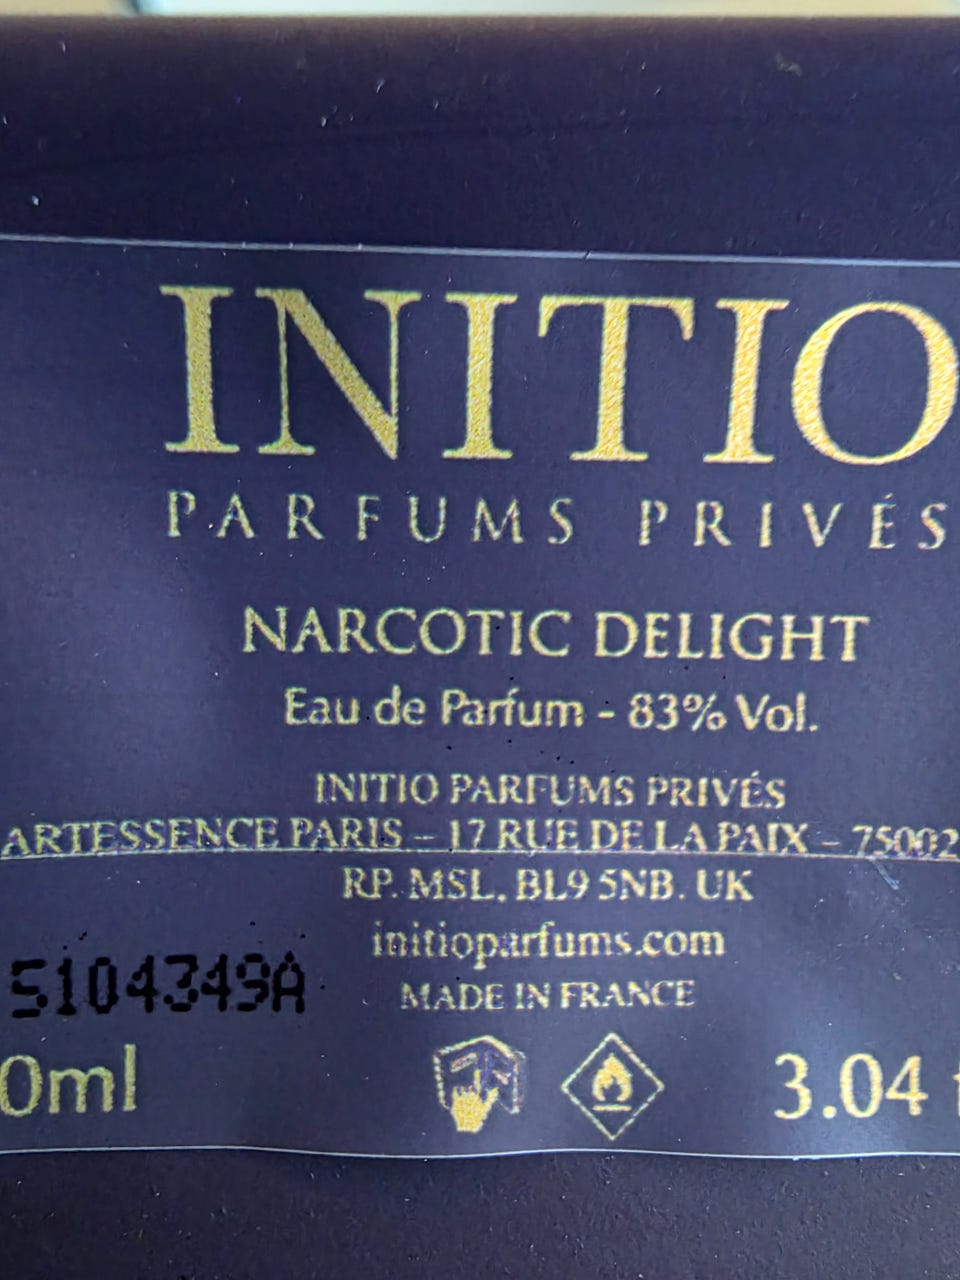 INITIO
PARFUMS PRIVÉS
NARCOTIC DELIGHT
Eau de Parfum - 83% Vol.
INITIO PARFUMS PRIVÉS
ARTESSENCE PARIS – 17 RUE DE LA PAIX – 75002
RP. MSL, BL9 5NB. UK
initioparfums.com
5104349A
MADE IN FRANCE
0ml 3.04